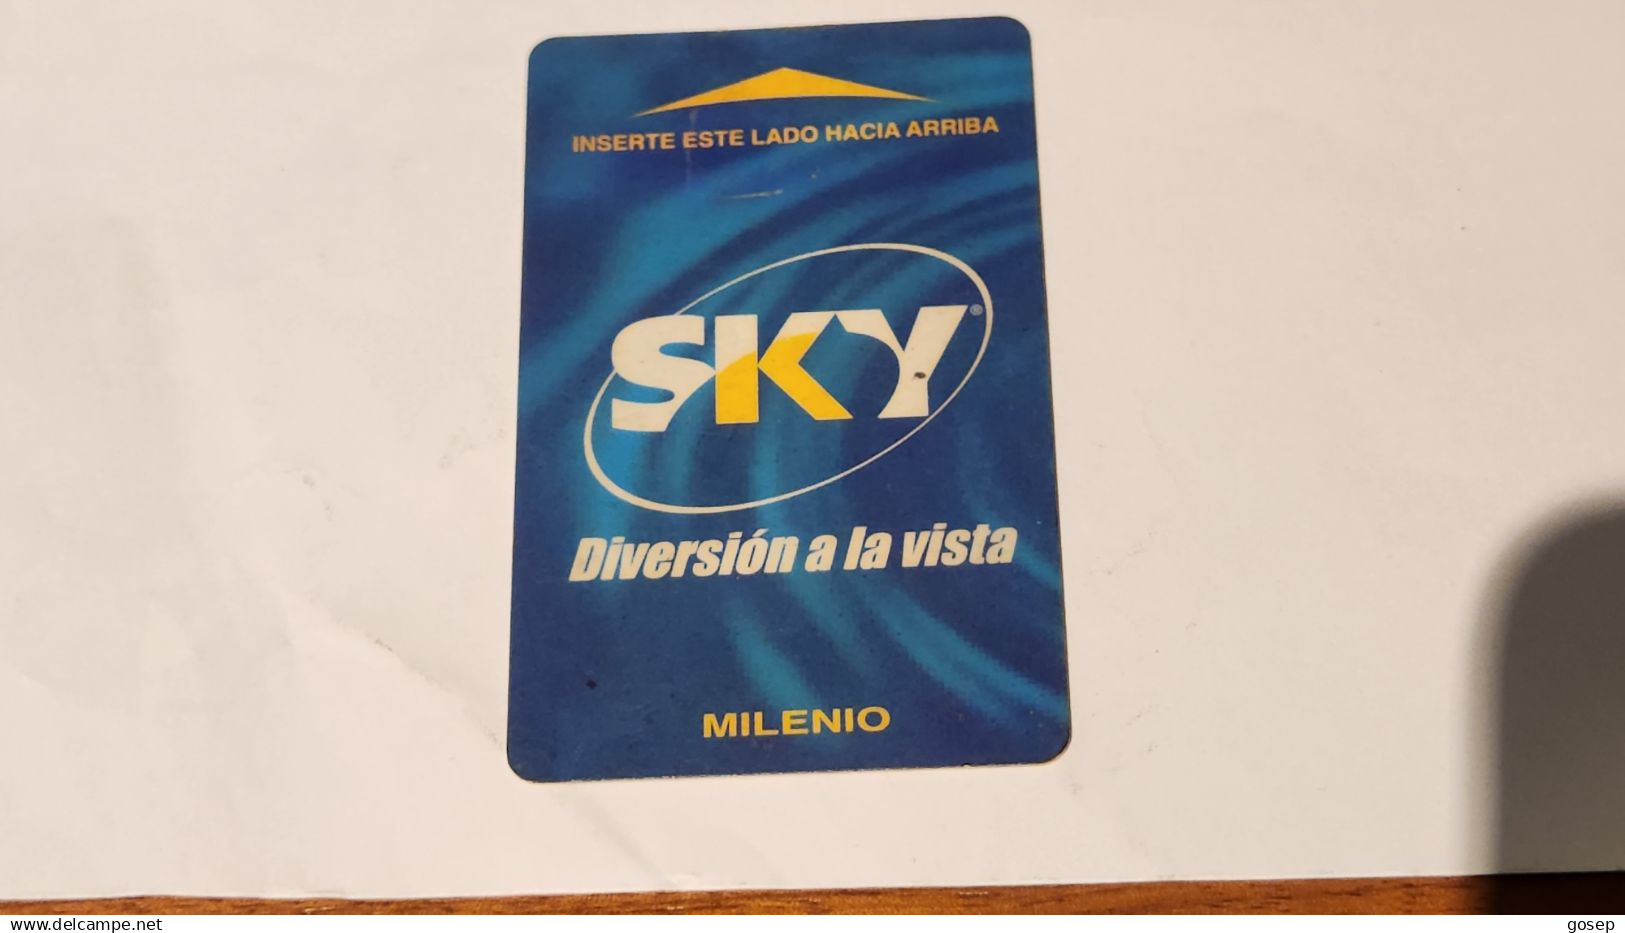 INSERTE ESTE LADO HACIA ARRIBA
SKY®
Diversión a la vista
MILENIO
www.delcampe.net
gosep